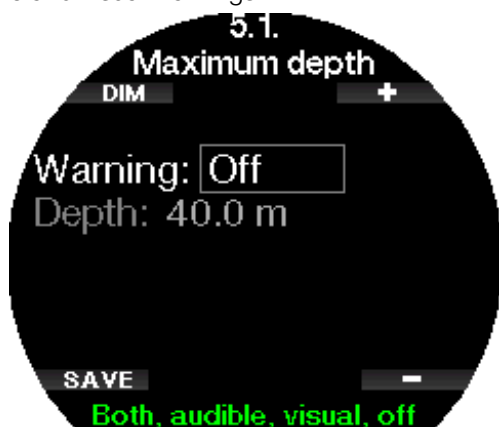 5.1.
Maximum depth
DIM +
Warning: Off
Depth: 40.0 m
SAVE -
Both, audible, visual, off